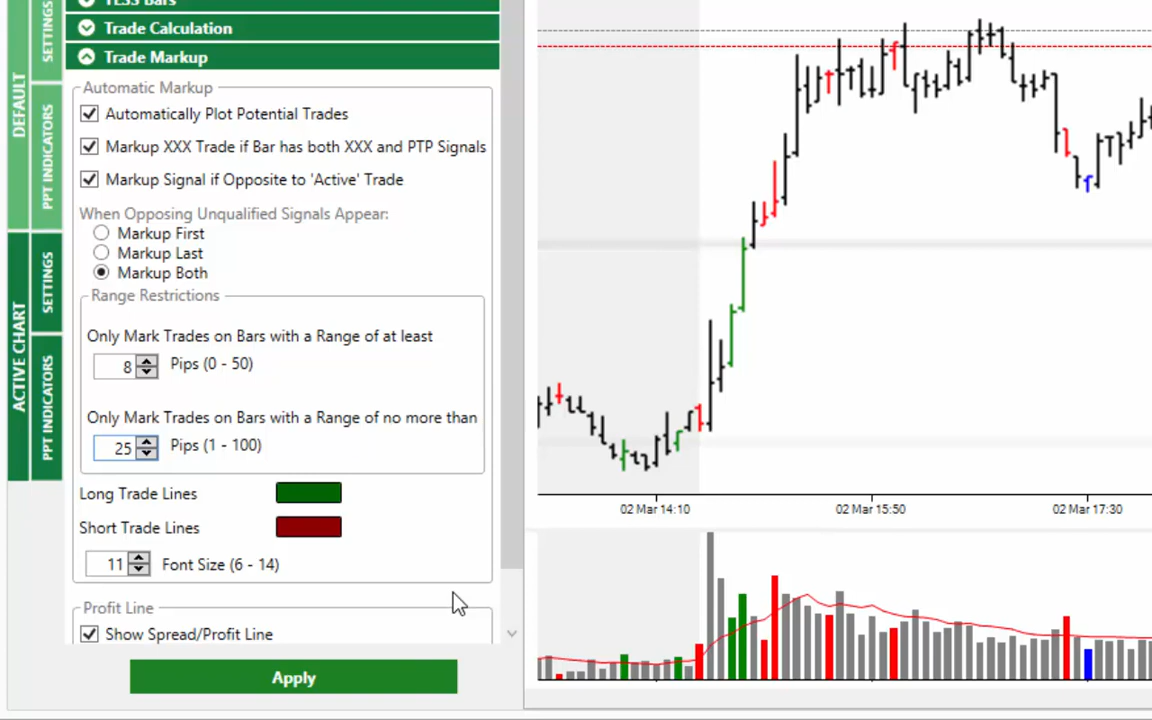 TESS Bars
Trade Calculation
Trade Markup
DEFAULT
SETTINGS
PPT INDICATORS
ACTIVE CHART
SETTINGS
PPT INDICATORS
Automatic Markup
Automatically Plot Potential Trades
Markup XXX Trade if Bar has both XXX and PTP Signals
Markup Signal if Opposite to 'Active' Trade
When Opposing Unqualified Signals Appear:
Markup First
Markup Last
Markup Both
Range Restrictions
Only Mark Trades on Bars with a Range of at least
8 Pips (0 - 50)
Only Mark Trades on Bars with a Range of no more than
25 Pips (1 - 100)
Long Trade Lines
Short Trade Lines
11 Font Size (6 - 14)
Profit Line
Show Spread/Profit Line
Apply
02 Mar 14:10
02 Mar 15:50
02 Mar 17:30